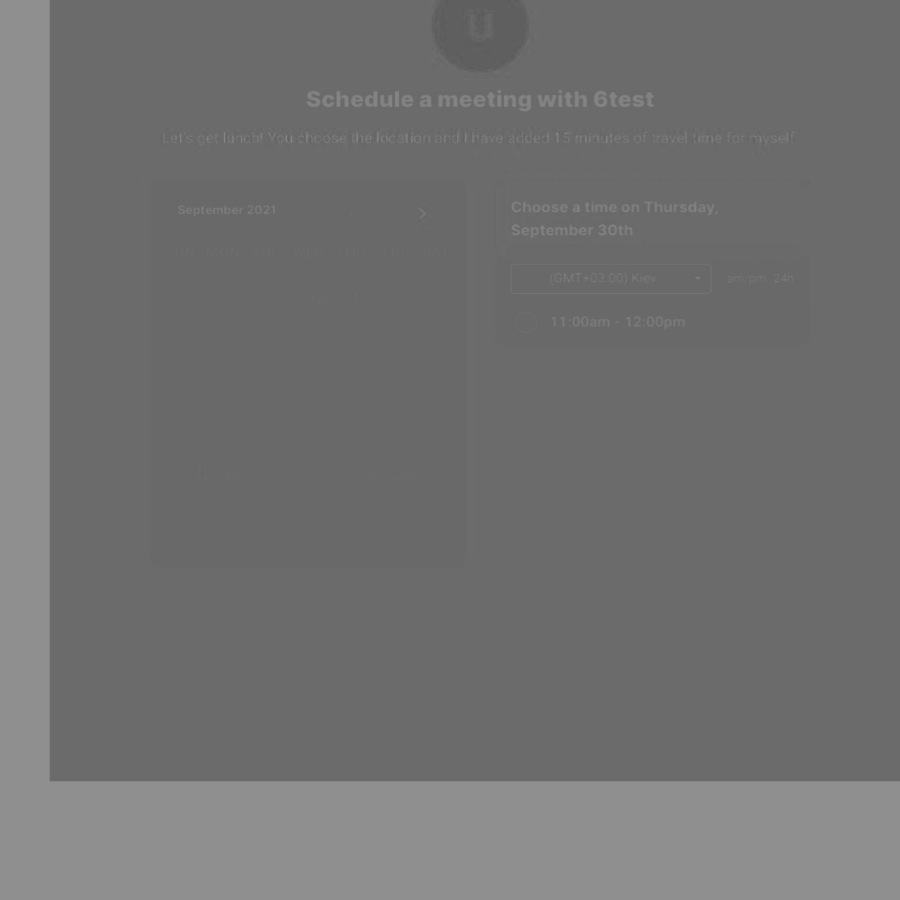 u
Schedule a meeting with 6test
Let's get lunch! You choose the location and I have added 15 minutes of travel time for myself
September 2021
Choose a time on Thursday,
September 30th
(GMT+03:00) Kiev
am/pm 24h
11:00am - 12:00pm